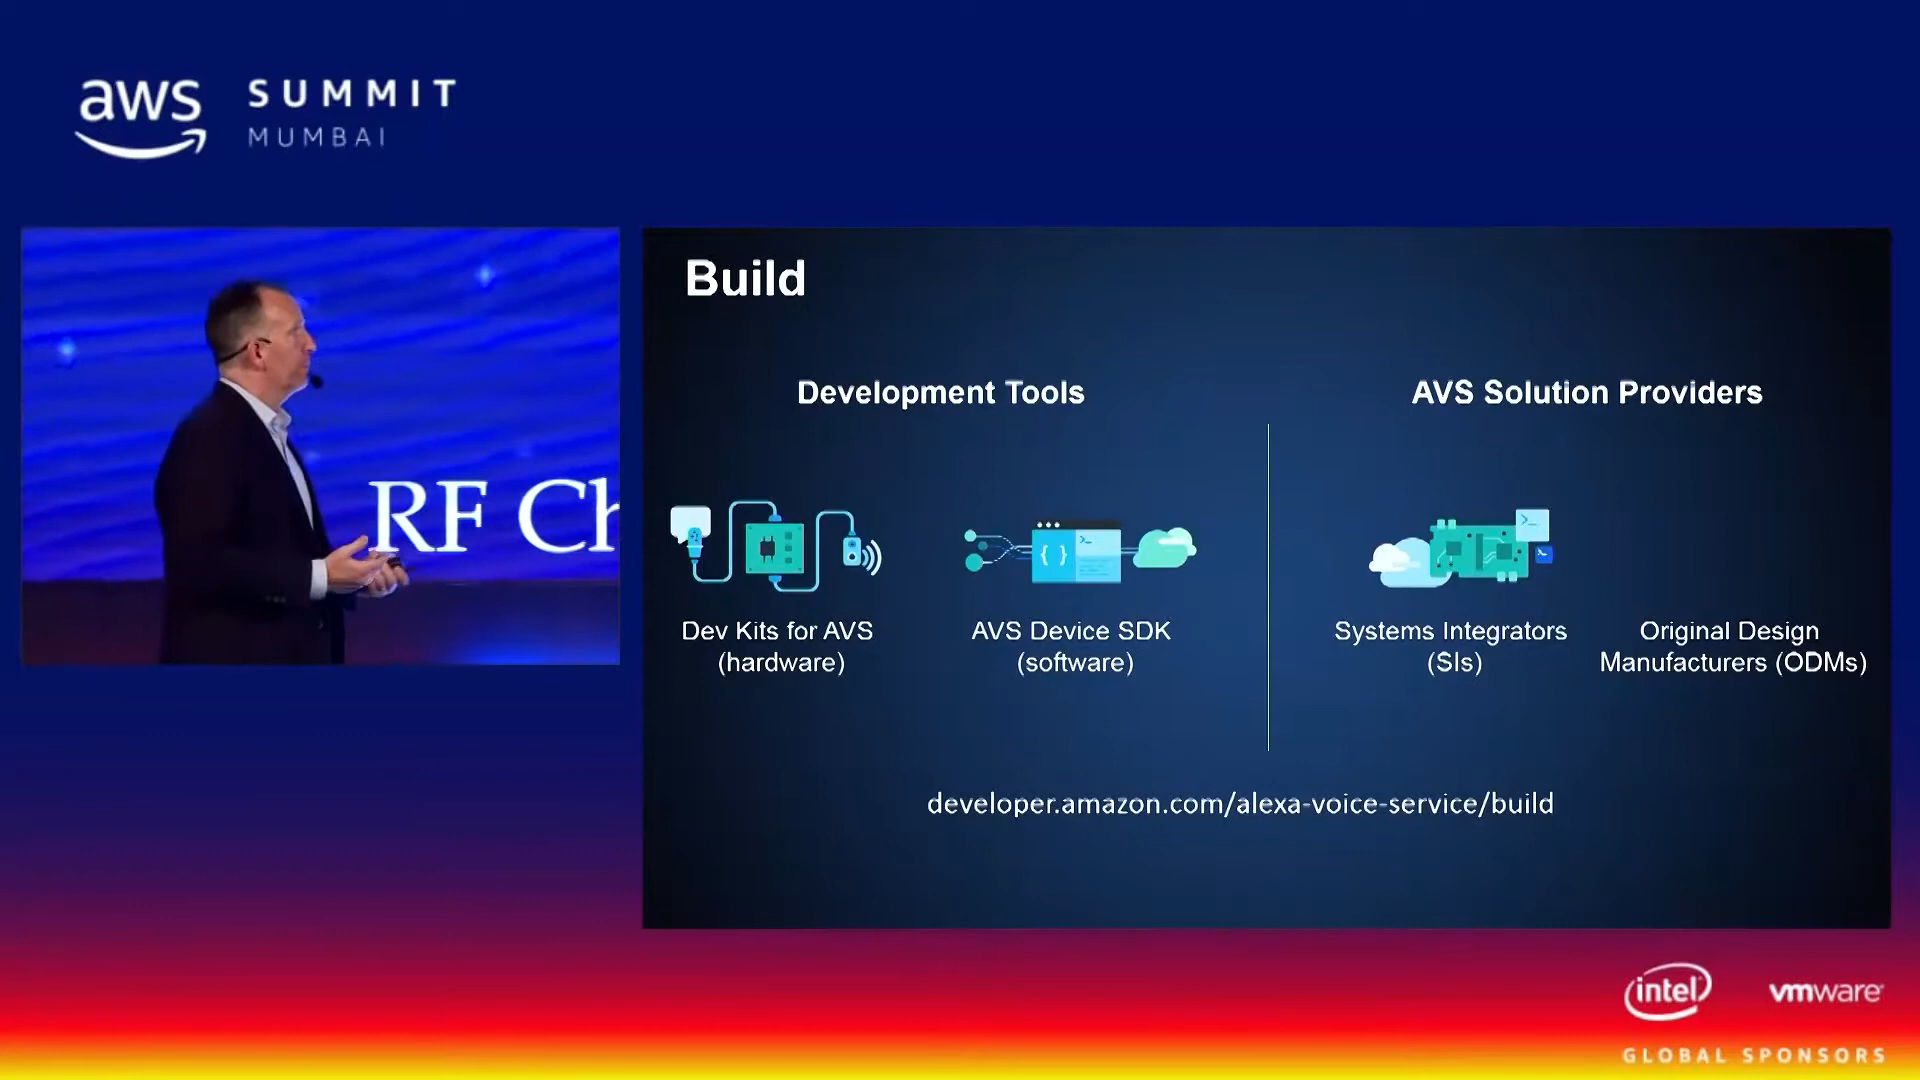 aws SUMMIT
MUMBAI
RF Ch
Build
Development Tools
AVS Solution Providers
Dev Kits for AVS
(hardware)
AVS Device SDK
(software)
Systems Integrators
(SIs)
Original Design
Manufacturers (ODMs)
developer.amazon.com/alexa-voice-service/build
intel
vmware
GLOBAL SPONSORS